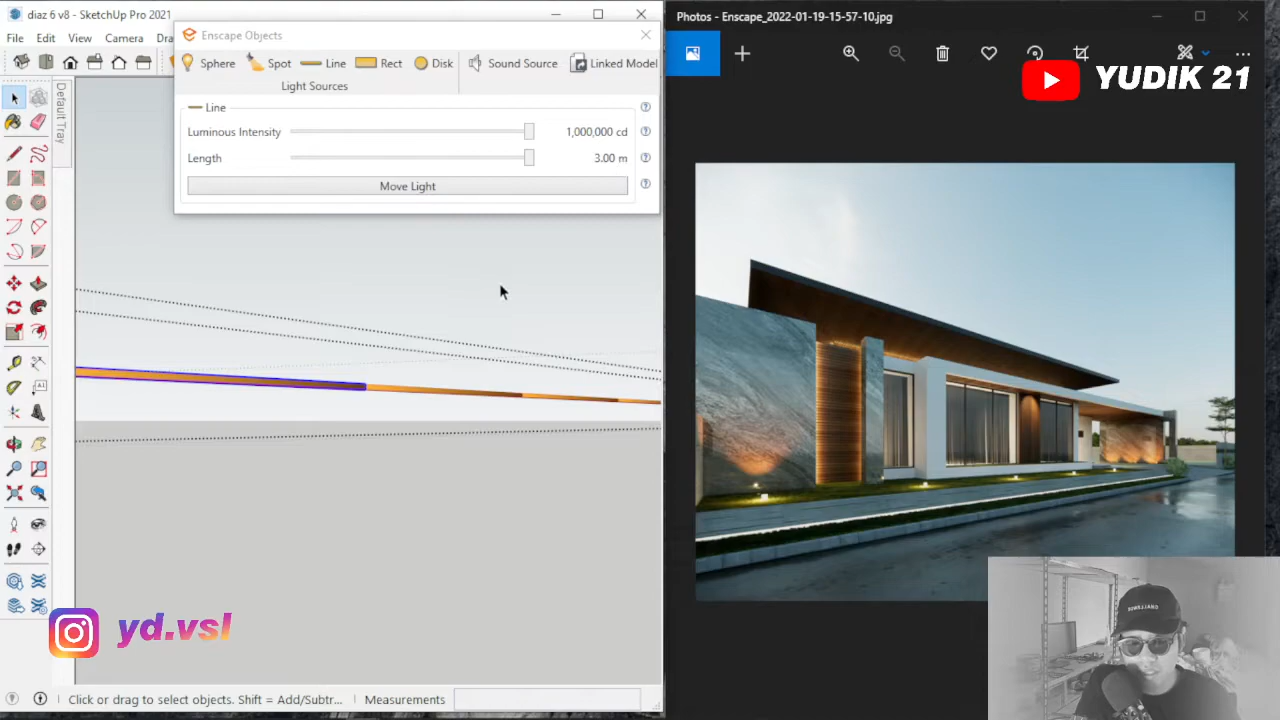 diaz 6 v8 - SketchUp Pro 2021
File Edit View Camera
Enscape Objects
Sphere Spot Line Rect Disk Sound Source Linked Model
Light Sources
Line
Luminous Intensity 1,000,000 cd
Length 3.00 m
Move Light
Default Tray
Click or drag to select objects. Shift = Add/Subtr... Measurements
yd.vsl
Photos - Enscape_2022-01-19-15-57-10.jpg
YUDIK 21